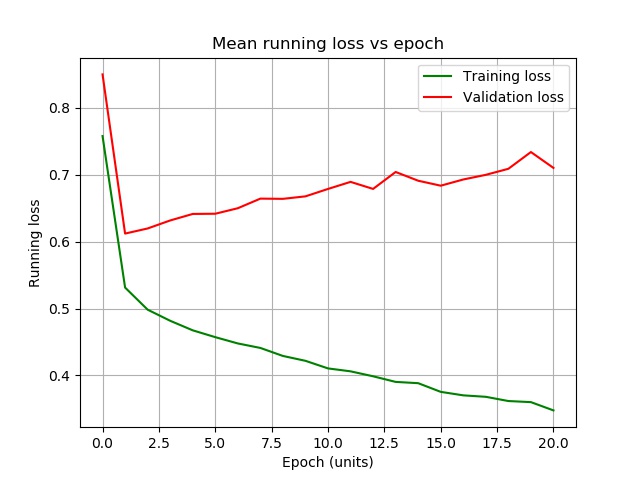 Mean running loss vs epoch
Training loss
Validation loss
0.8
0.7
0.6
0.5
0.4
Running loss
0.0 2.5 5.0 7.5 10.0 12.5 15.0 17.5 20.0
Epoch (units)